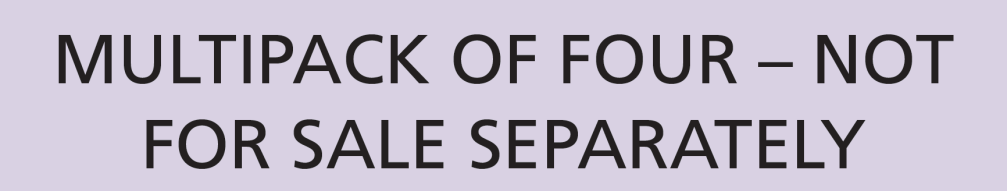 MULTIPACK OF FOUR – NOT
FOR SALE SEPARATELY